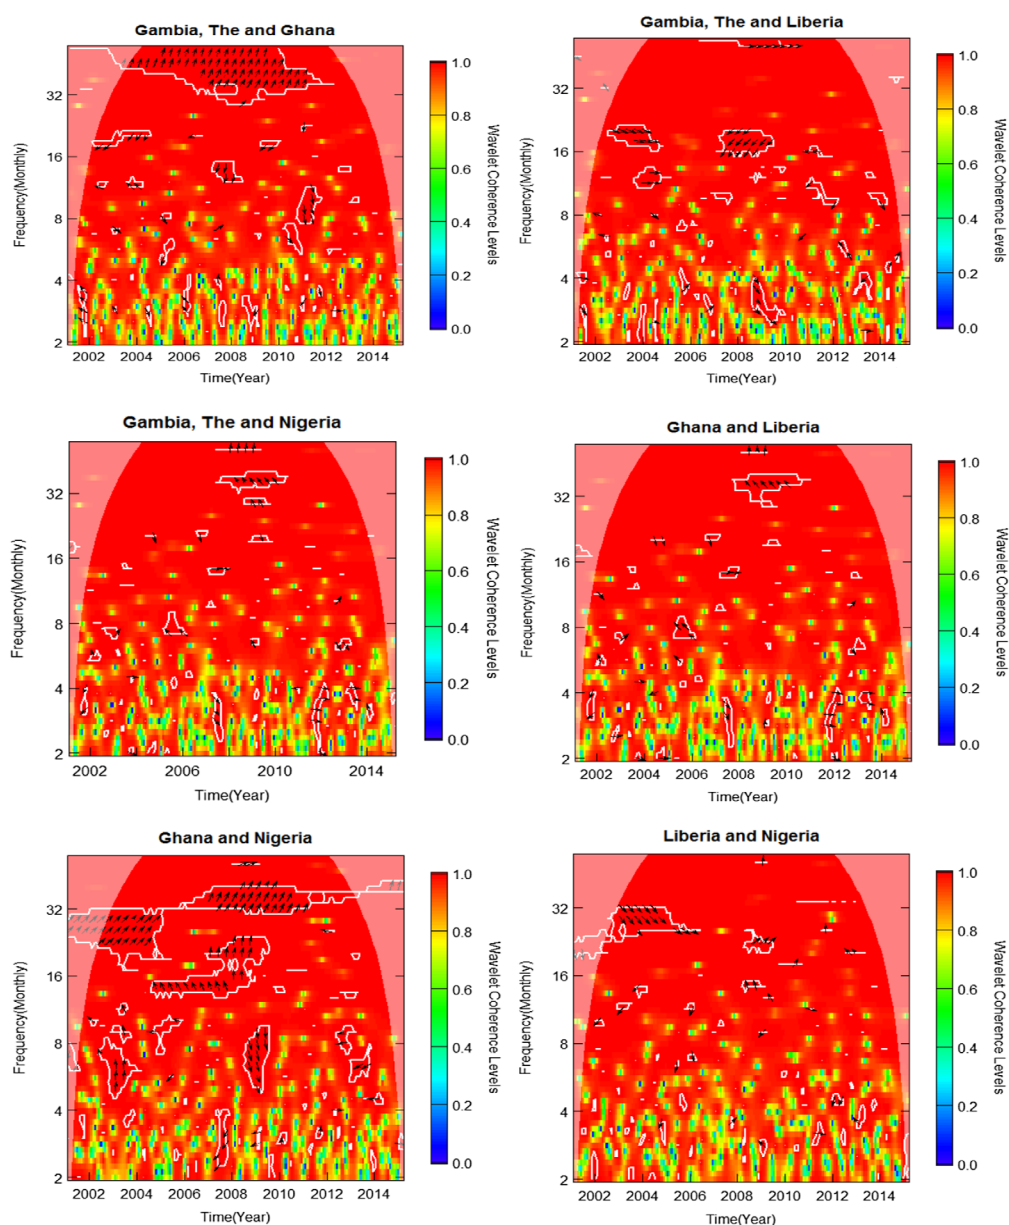 Gambia, The and Ghana
Frequency(Monthly)
32
16
8
4
2
2002 2004 2006 2008 2010 2012 2014
Time(Year)
1.0
0.8
0.6
0.4
0.2
0.0
Wavelet Coherence Levels
Gambia, The and Liberia
Frequency(Monthly)
32
16
8
4
2
2002 2004 2006 2008 2010 2012 2014
Time(Year)
1.0
0.8
0.6
0.4
0.2
0.0
Wavelet Coherence Levels
Gambia, The and Nigeria
Frequency(Monthly)
32
16
8
4
2
2002 2006 2010 2014
Time(Year)
1.0
0.8
0.6
0.4
0.2
0.0
Wavelet Coherence Levels
Ghana and Liberia
Frequency(Monthly)
32
16
8
4
2
2002 2004 2006 2008 2010 2012 2014
Time(Year)
1.0
0.8
0.6
0.4
0.2
0.0
Wavelet Coherence Levels
Ghana and Nigeria
Frequency(Monthly)
32
16
8
4
2
2002 2004 2006 2008 2010 2012 2014
Time(Year)
1.0
0.8
0.6
0.4
0.2
0.0
Wavelet Coherence Levels
Liberia and Nigeria
Frequency(Monthly)
32
16
8
4
2
2002 2004 2006 2008 2010 2012 2014
Time(Year)
1.0
0.8
0.6
0.4
0.2
0.0
Wavelet Coherence Levels